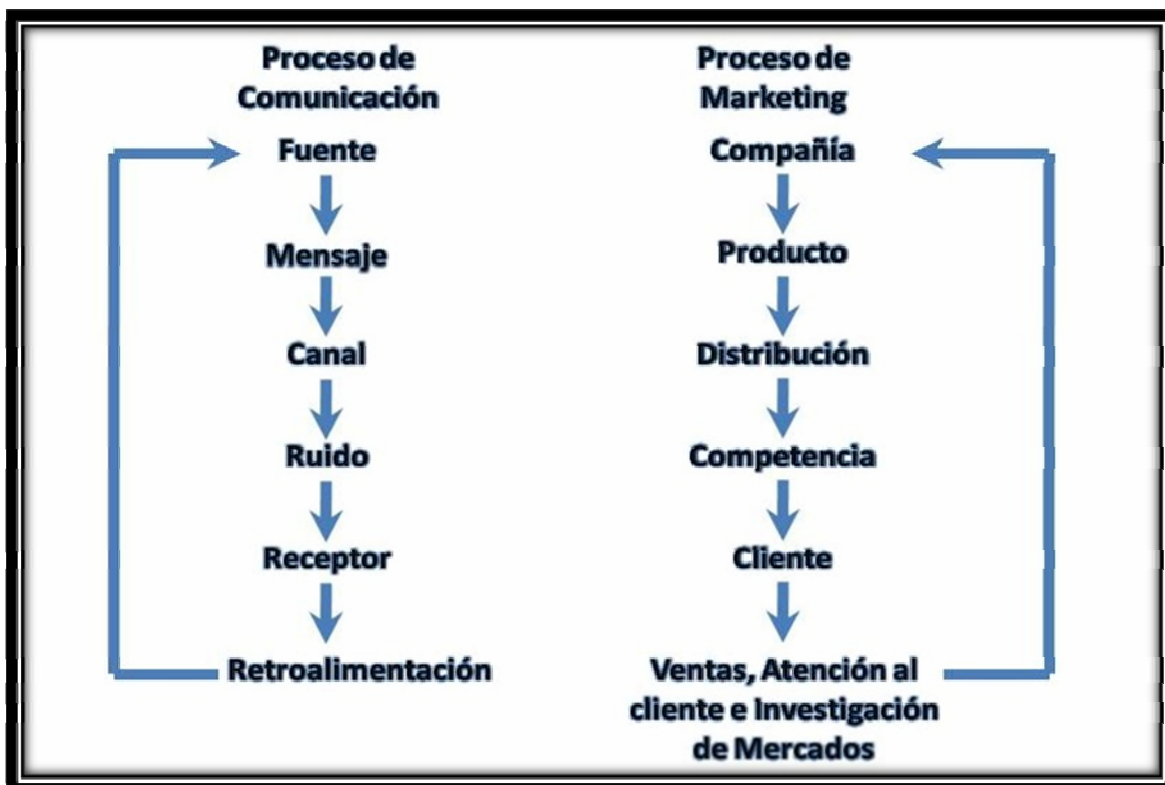 Proceso de
Comunicación
Fuente
Mensaje
Canal
Ruido
Receptor
Retroalimentación
Proceso de
Marketing
Compañía
Producto
Distribución
Competencia
Cliente
Ventas, Atención al
cliente e Investigación
de Mercados